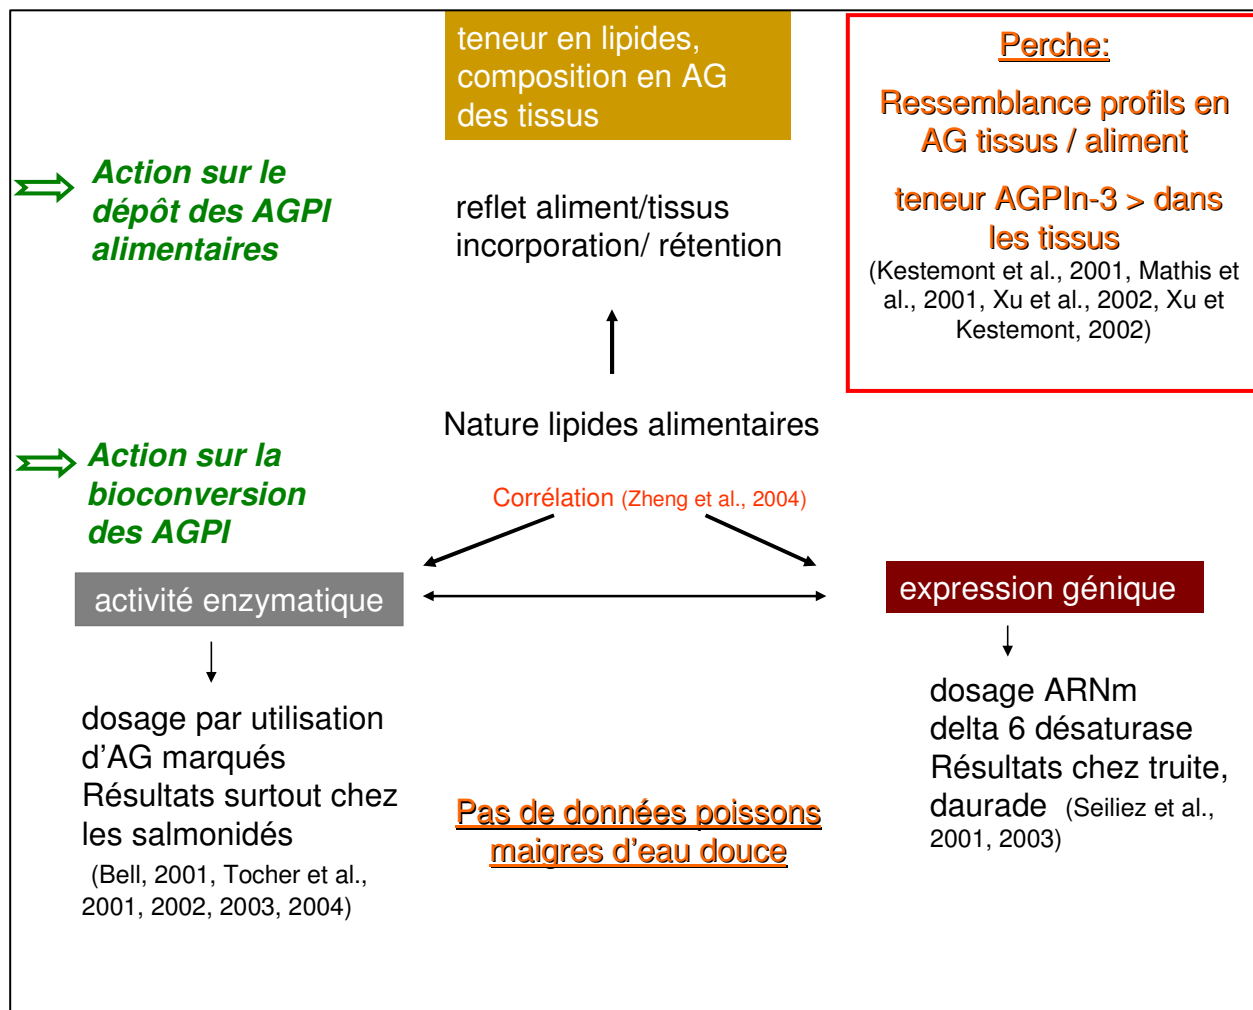 teneur en lipides,
composition en AG
des tissus
Perche:
Ressemblance profils en
AG tissus / aliment
teneur AGPIn-3 > dans
les tissus
(Kestemont et al., 2001, Mathis et
al., 2001, Xu et al., 2002, Xu et
Kestemont, 2002)
Action sur le
dépôt des AGPI
alimentaires
reflet aliment/tissus
incorporation/ rétention
Nature lipides alimentaires
Action sur la
bioconversion
des AGPI
Corrélation (Zheng et al., 2004)
activité enzymatique
expression génique
dosage par utilisation
d'AG marqués
Résultats surtout chez
les salmonidés
(Bell, 2001, Tocher et al.,
2001, 2002, 2003, 2004)
Pas de données poissons
maigres d'eau douce
dosage ARNm
delta 6 désaturase
Résultats chez truite,
daurade (Seiliez et al.,
2001, 2003)